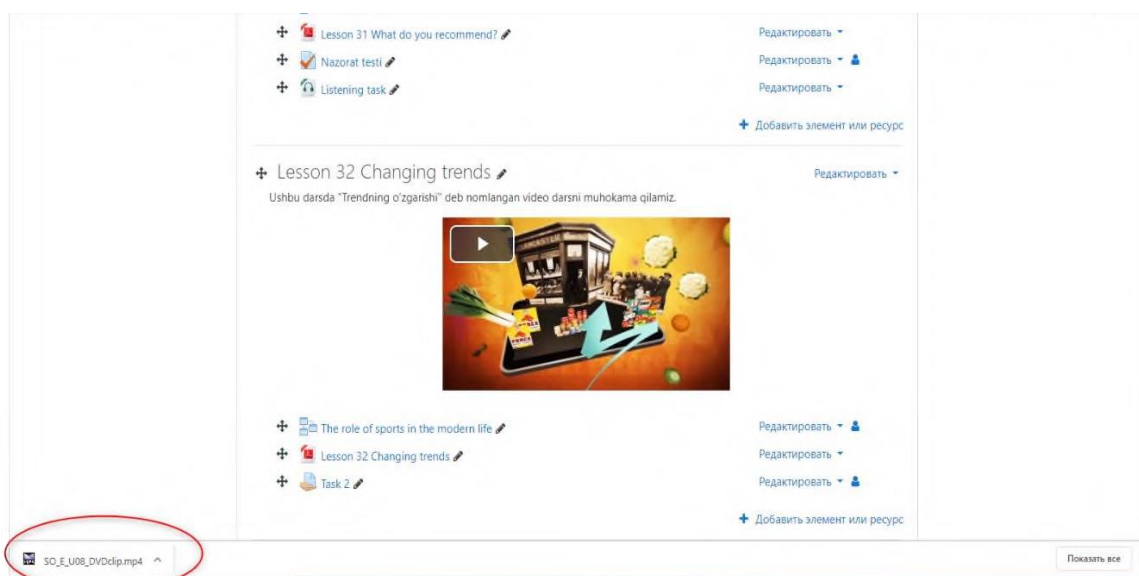 Lesson 31 What do you recommend? Редактировать
Nazorat testi Редактировать
Listening task Редактировать
+ Добавить элемент или ресурс
Lesson 32 Changing trends Редактировать
Ushbu darsda "Trendning o'zgarishi" deb nomlangan video darsni muhokama qilamiz.
LANCASTER
The role of sports in the modern life Редактировать
Lesson 32 Changing trends Редактировать
Task 2 Редактировать
+ Добавить элемент или ресурс
SO_E_U08_DVDclip.mp4 Показать все